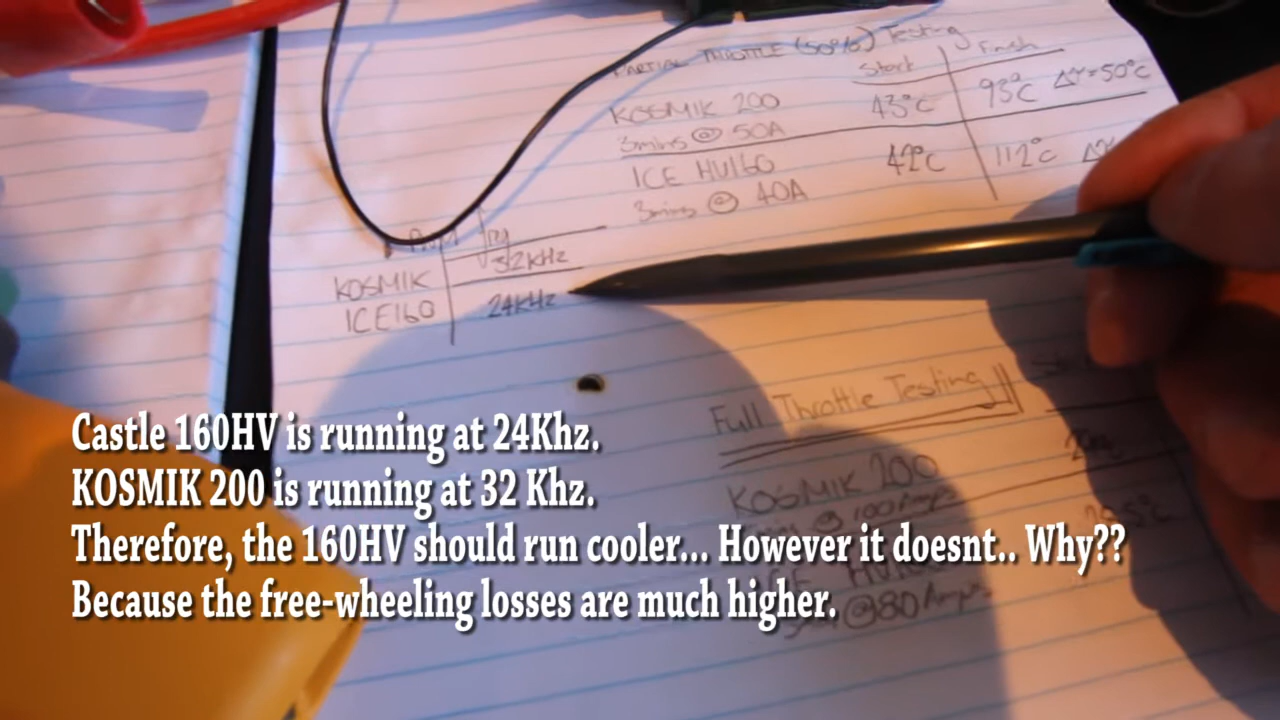 PARTIAL THROTTLE (50%) Testing
Start Finish
KOSMIK 200 43°C 93°C ΔT=50°C
3mins @ 50A
ICE HV160 42°C 112°C
3mins @ 40A
KOSMIK 32KHz
ICE160 24KHz
Full Throttle Testing
KOSMIK 200
@ 100Amps
@80Amps
Castle 160HV is running at 24Khz.
KOSMIK 200 is running at 32 Khz.
Therefore, the 160HV should run cooler... However it doesnt.. Why??
Because the free-wheeling losses are much higher.